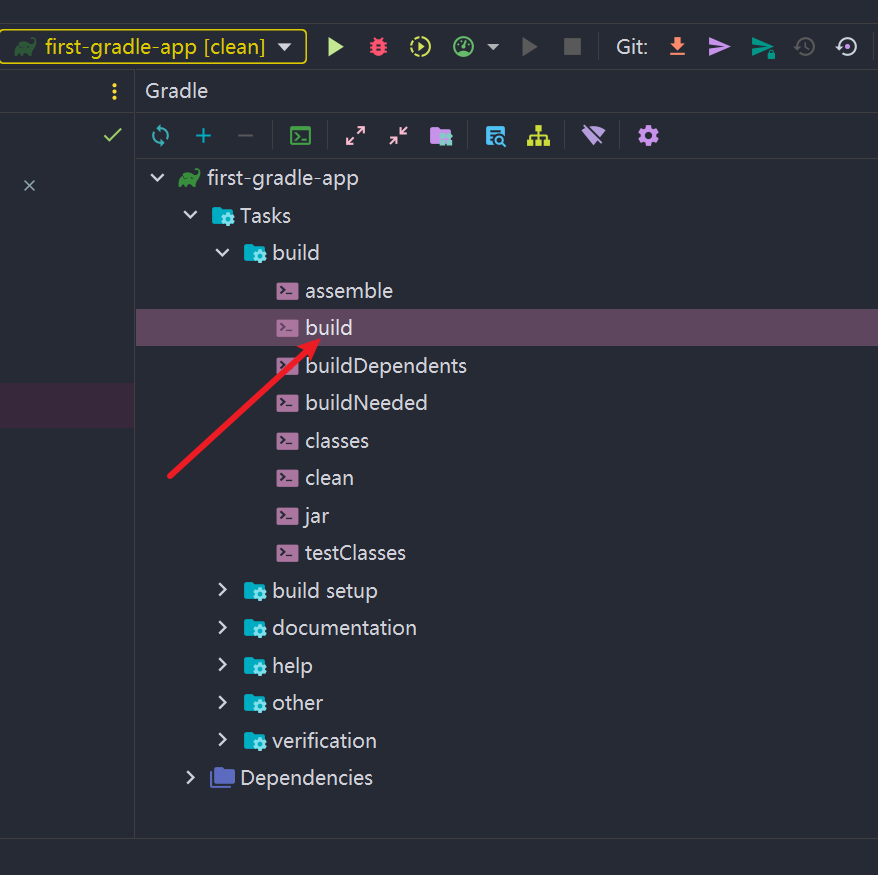 first-gradle-app [clean] Git:
Gradle
first-gradle-app
Tasks
build
assemble
build
buildDependents
buildNeeded
classes
clean
jar
testClasses
build setup
documentation
help
other
verification
Dependencies